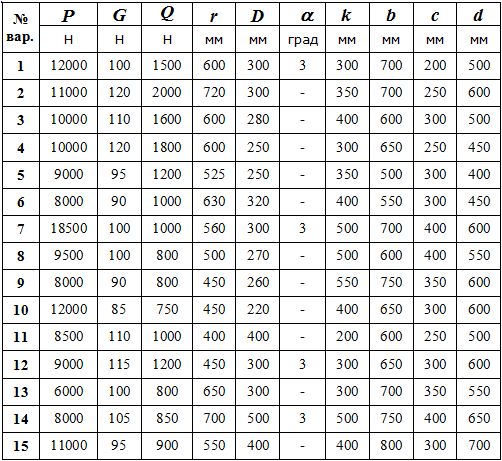 № вар. P G Q r D α k b c d
Н Н Н мм мм град мм мм мм мм
1 12000 100 1500 600 300 3 300 700 200 500
2 11000 120 2000 720 300 - 350 700 250 600
3 10000 110 1600 600 280 - 400 600 300 500
4 10000 120 1800 600 250 - 300 650 250 450
5 9000 95 1200 525 250 - 350 500 300 400
6 8000 90 1000 630 320 - 400 550 300 450
7 18500 100 1000 560 300 3 500 700 400 600
8 9500 100 800 500 270 - 500 600 400 550
9 8000 90 800 450 260 - 550 750 350 600
10 12000 85 750 450 220 - 400 650 300 600
11 8500 110 1000 400 400 - 200 600 250 500
12 9000 115 1200 450 300 3 300 650 300 600
13 6000 100 800 650 300 - 300 700 350 550
14 8000 105 850 700 500 3 500 750 400 650
15 11000 95 900 550 400 - 400 800 300 700